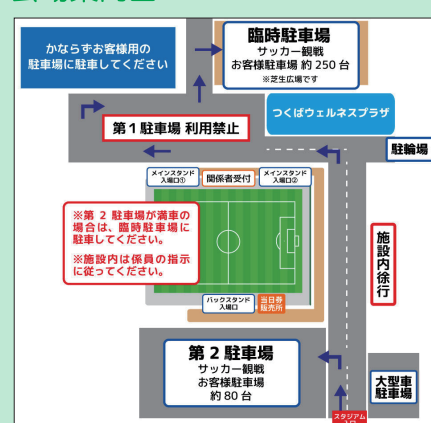 かならずお客様用の
駐車場に駐車してください
臨時駐車場
サッカー観戦
お客様駐車場 約 250 台
※芝生広場です
つくばウェルネスプラザ
第1駐車場 利用禁止
駐輪場
メインスタンド
入場口①
関係者受付
メインスタンド
入場口②
※第 2 駐車場が満車の
場合は、臨時駐車場に
駐車してください。
※施設内は係員の指示
に従ってください。
施設内徐行
バックスタンド
入場口
当日券
販売所
第 2 駐車場
サッカー観戦
お客様駐車場
約 80 台
大型車
駐車場
スタジアム